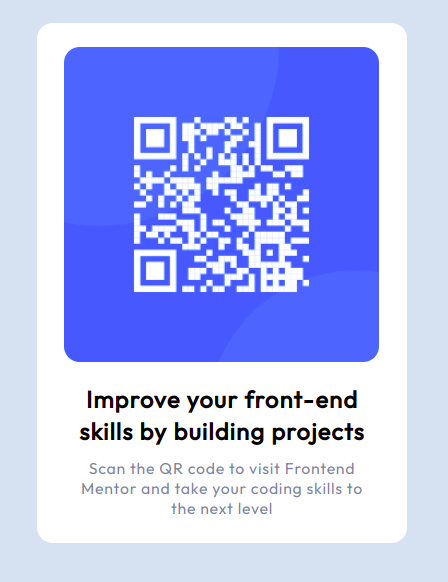 Improve your front-end
skills by building projects
Scan the QR code to visit Frontend
Mentor and take your coding skills to
the next level